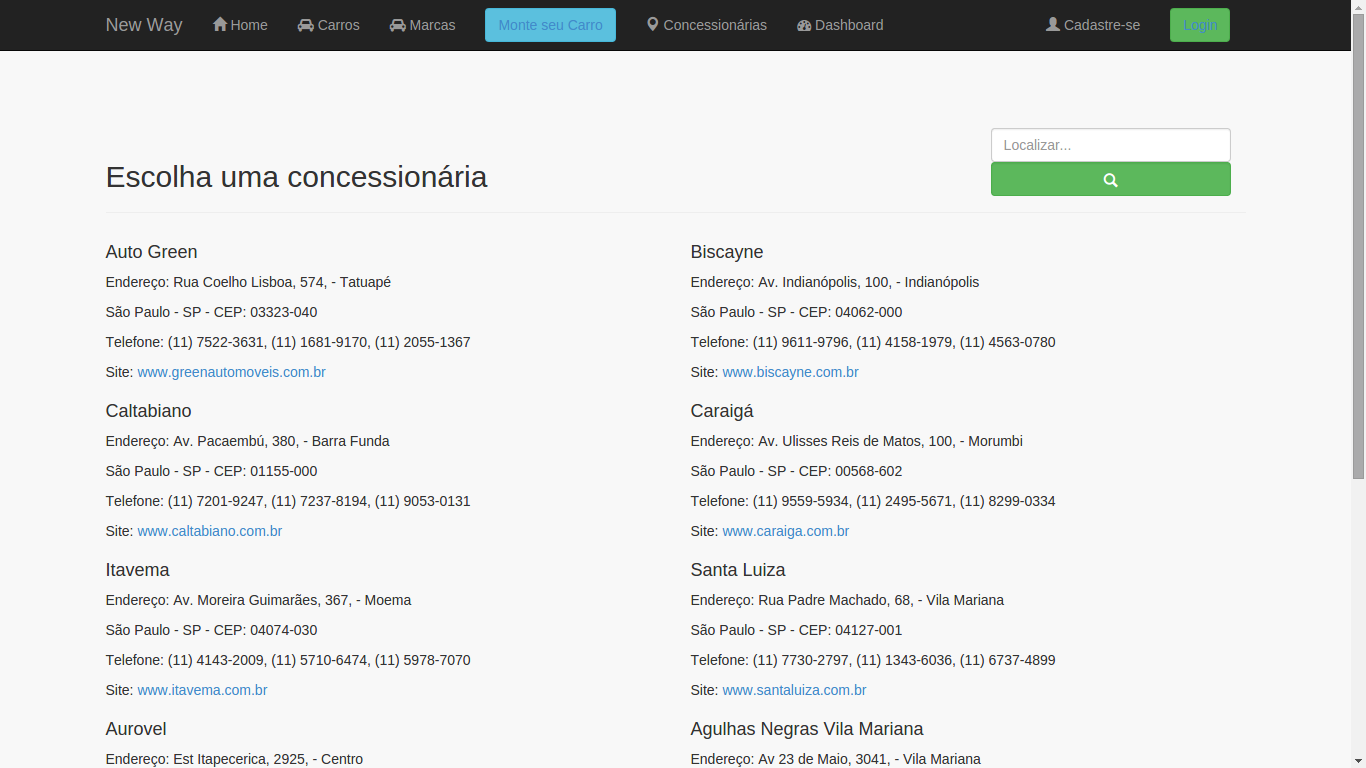 New Way Home Carros Marcas Monte seu Carro Concessionárias Dashboard Cadastre-se Login
Localizar...
Escolha uma concessionária
Auto Green
Endereço: Rua Coelho Lisboa, 574, - Tatuapé
São Paulo - SP - CEP: 03323-040
Telefone: (11) 7522-3631, (11) 1681-9170, (11) 2055-1367
Site: www.greenautomoveis.com.br
Biscayne
Endereço: Av. Indianópolis, 100, - Indianópolis
São Paulo - SP - CEP: 04062-000
Telefone: (11) 9611-9796, (11) 4158-1979, (11) 4563-0780
Site: www.biscayne.com.br
Caltabiano
Endereço: Av. Pacaembú, 380, - Barra Funda
São Paulo - SP - CEP: 01155-000
Telefone: (11) 7201-9247, (11) 7237-8194, (11) 9053-0131
Site: www.caltabiano.com.br
Caraigá
Endereço: Av. Ulisses Reis de Matos, 100, - Morumbi
São Paulo - SP - CEP: 00568-602
Telefone: (11) 9559-5934, (11) 2495-5671, (11) 8299-0334
Site: www.caraiga.com.br
Itavema
Endereço: Av. Moreira Guimarães, 367, - Moema
São Paulo - SP - CEP: 04074-030
Telefone: (11) 4143-2009, (11) 5710-6474, (11) 5978-7070
Site: www.itavema.com.br
Santa Luiza
Endereço: Rua Padre Machado, 68, - Vila Mariana
São Paulo - SP - CEP: 04127-001
Telefone: (11) 7730-2797, (11) 1343-6036, (11) 6737-4899
Site: www.santaluiza.com.br
Aurovel
Endereço: Est Itapecerica, 2925, - Centro
Agulhas Negras Vila Mariana
Endereço: Av 23 de Maio, 3041, - Vila Mariana